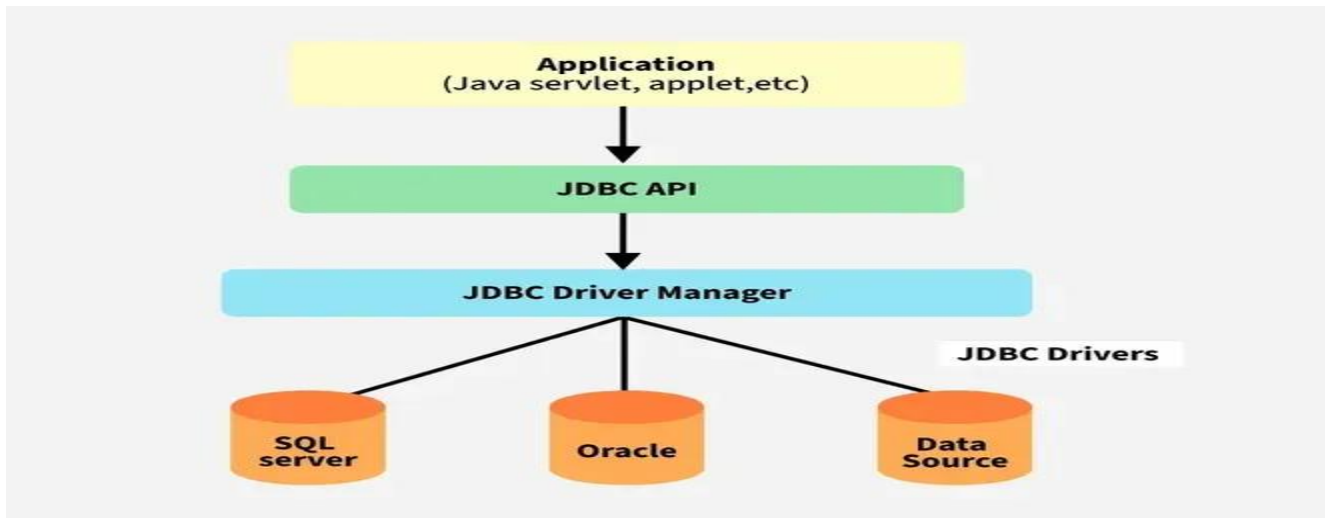 Application
(Java servlet, applet,etc)
JDBC API
JDBC Driver Manager
JDBC Drivers
SQL
server
Oracle
Data
Source